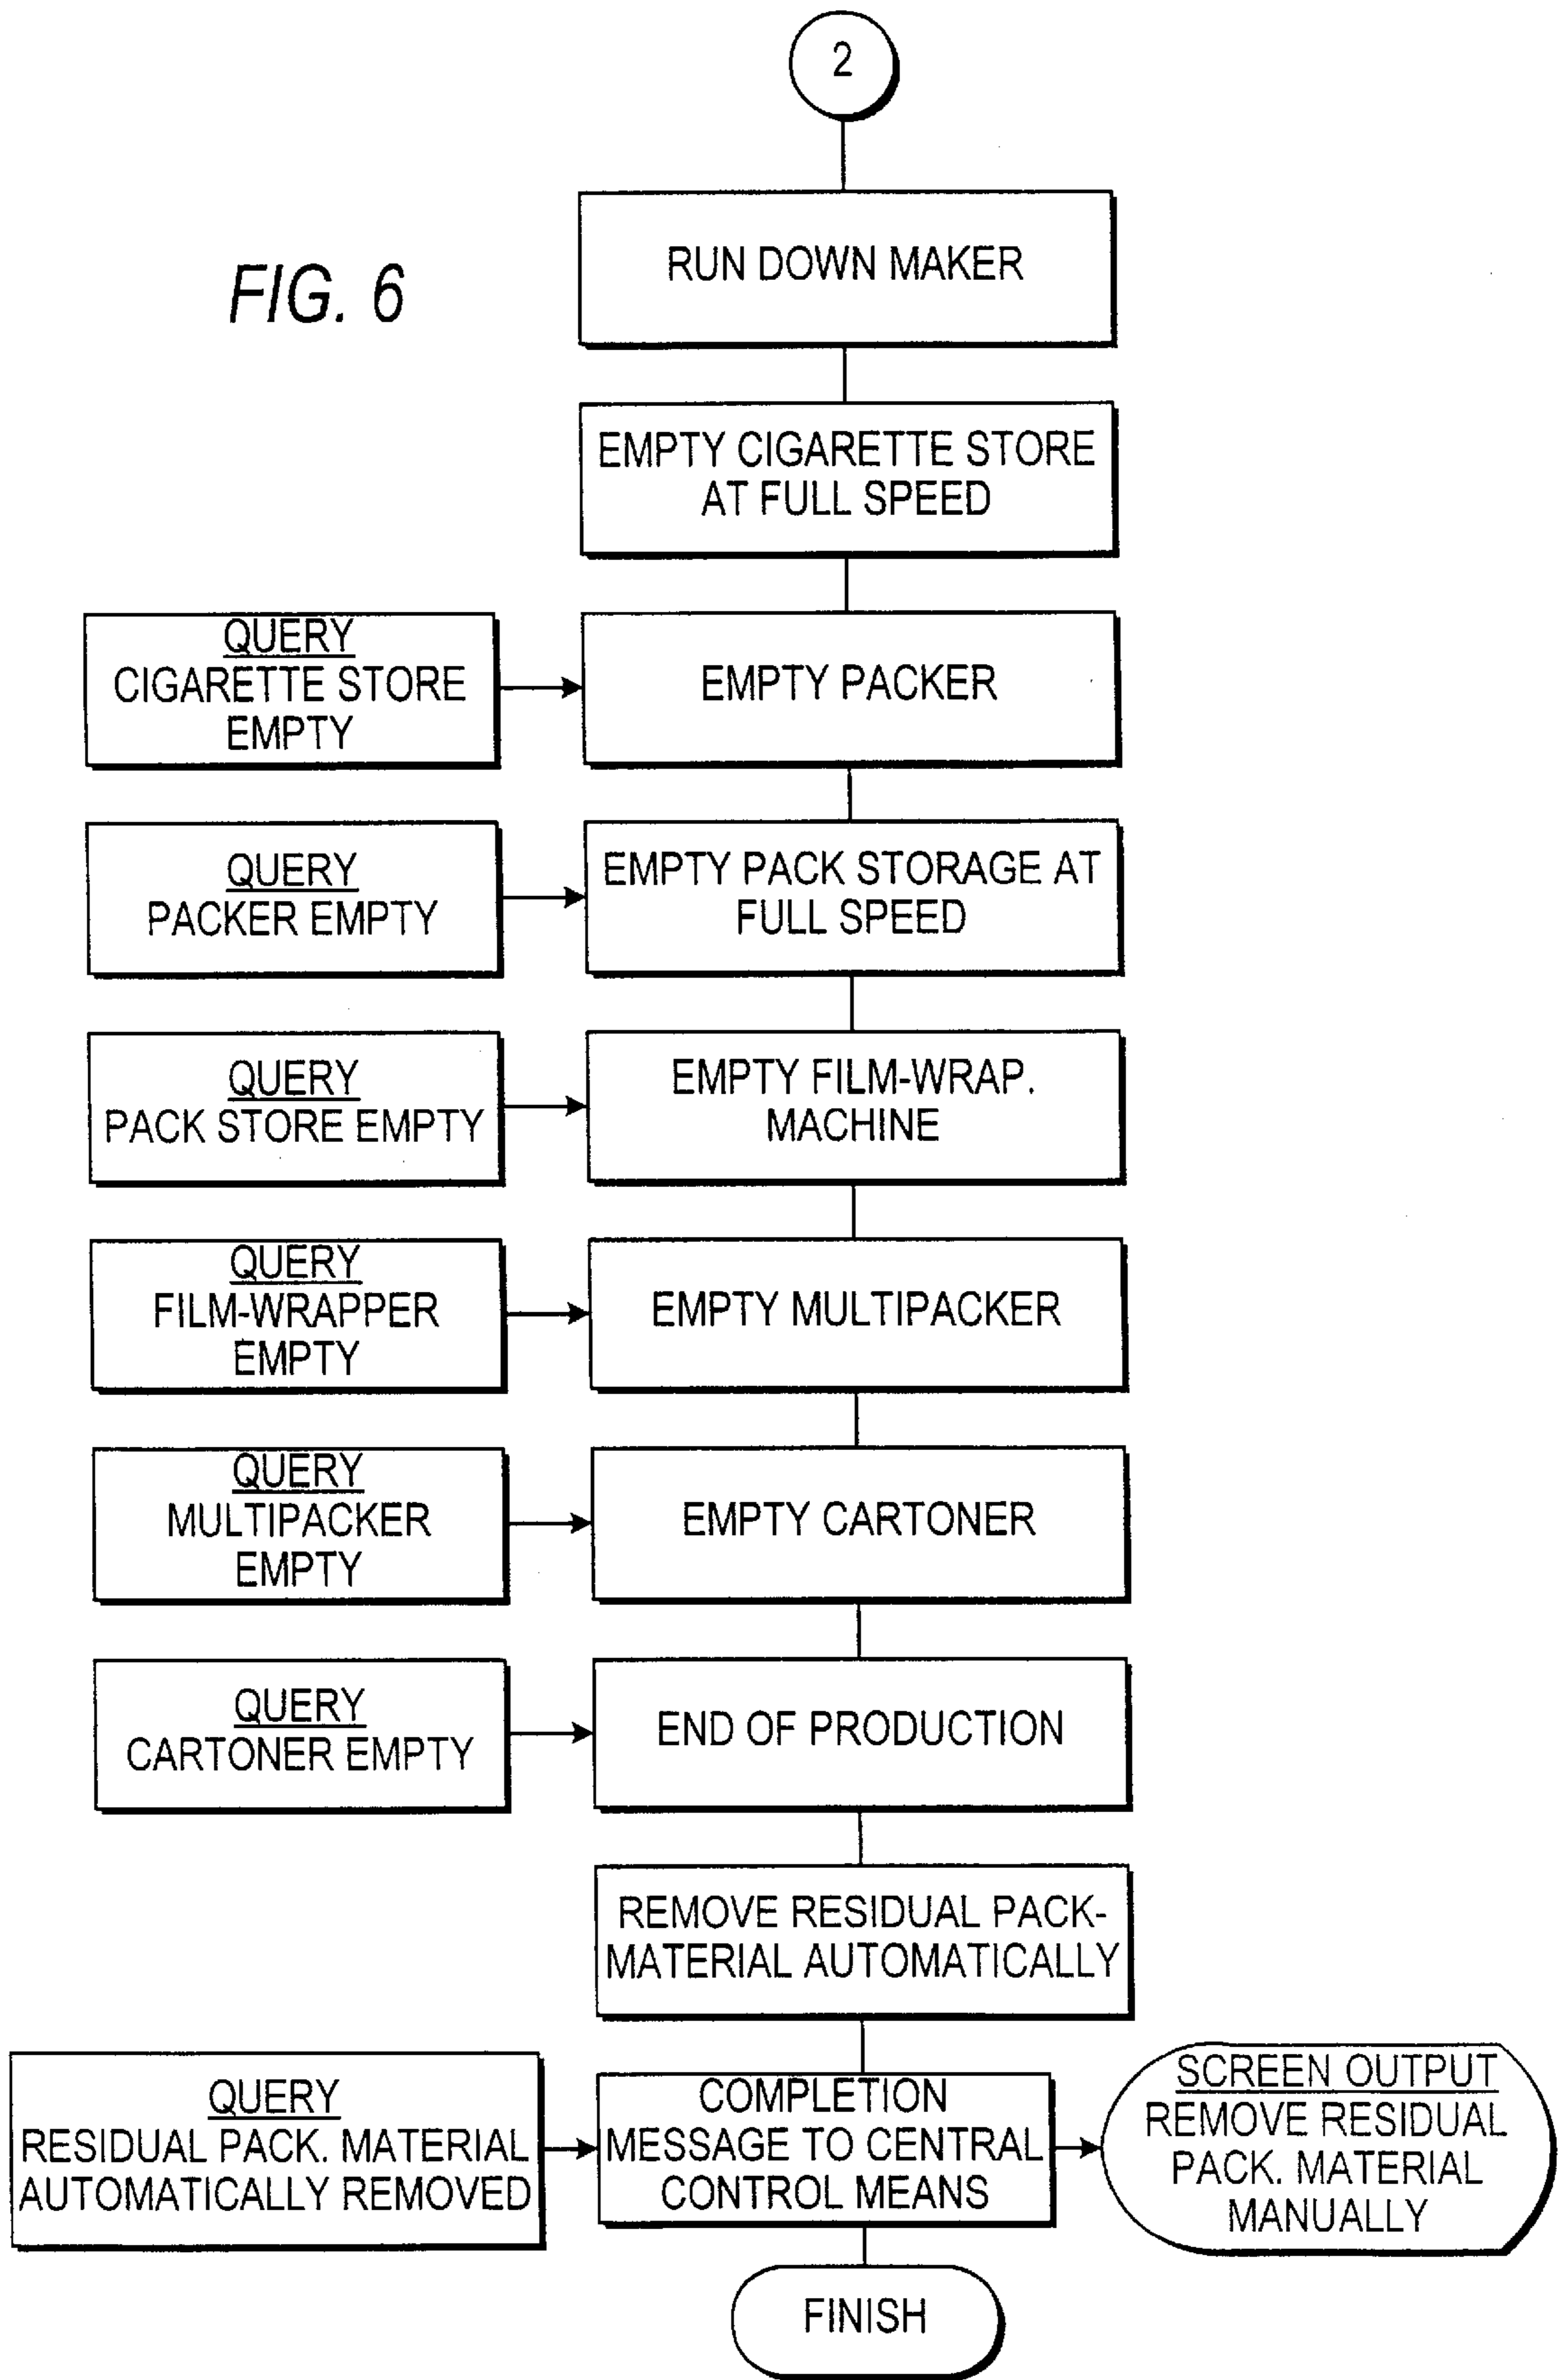 2
FIG. 6
RUN DOWN MAKER
EMPTY CIGARETTE STORE
AT FULL SPEED
QUERY
CIGARETTE STORE
EMPTY
EMPTY PACKER
QUERY
PACKER EMPTY
EMPTY PACK STORAGE AT
FULL SPEED
QUERY
PACK STORE EMPTY
EMPTY FILM-WRAP.
MACHINE
QUERY
FILM-WRAPPER
EMPTY
EMPTY MULTIPACKER
QUERY
MULTIPACKER
EMPTY
EMPTY CARTONER
QUERY
CARTONER EMPTY
END OF PRODUCTION
REMOVE RESIDUAL PACK-
MATERIAL AUTOMATICALLY
QUERY
RESIDUAL PACK. MATERIAL
AUTOMATICALLY REMOVED
COMPLETION
MESSAGE TO CENTRAL
CONTROL MEANS
SCREEN OUTPUT
REMOVE RESIDUAL
PACK. MATERIAL
MANUALLY
FINISH